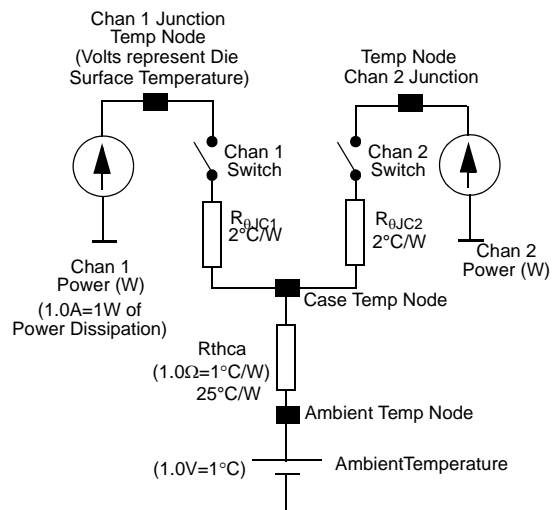 Chan 1 Junction
Temp Node
(Volts represent Die
Surface Temperature)
Temp Node
Chan 2 Junction
Chan 1
Switch
Chan 2
Switch
RθJC1
2°C/W
RθJC2
2°C/W
Chan 1
Power (W)
(1.0A=1W of
Power Dissipation)
Chan 2
Power (W)
Case Temp Node
Rthca
(1.0Ω=1°C/W)
25°C/W
Ambient Temp Node
(1.0V=1°C)
AmbientTemperature